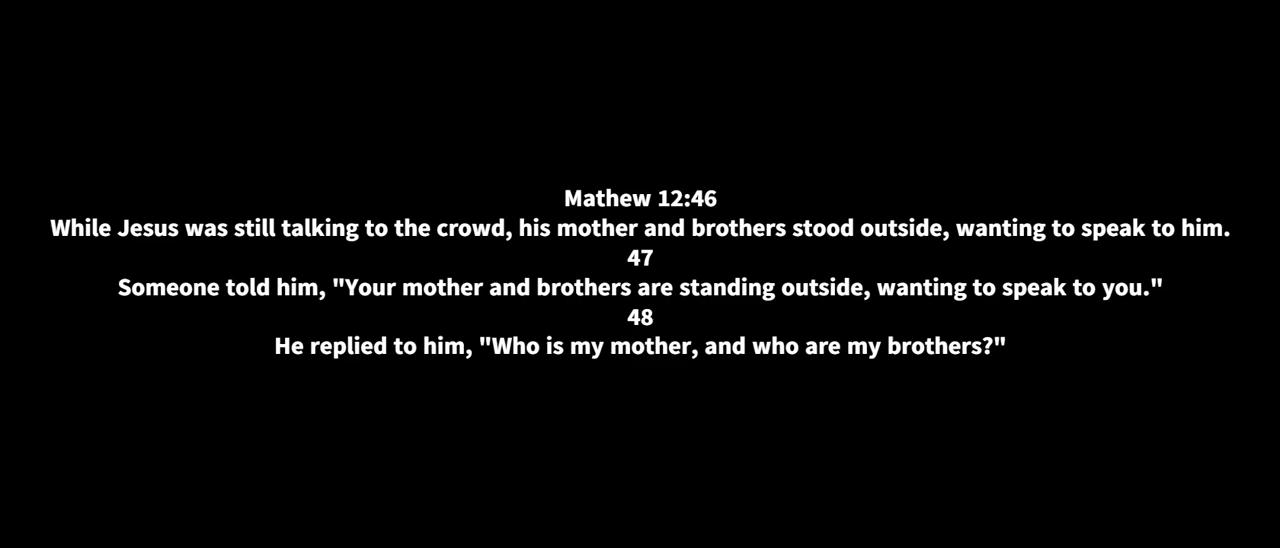 Mathew 12:46
While Jesus was still talking to the crowd, his mother and brothers stood outside, wanting to speak to him.
47
Someone told him, "Your mother and brothers are standing outside, wanting to speak to you."
48
He replied to him, "Who is my mother, and who are my brothers?"